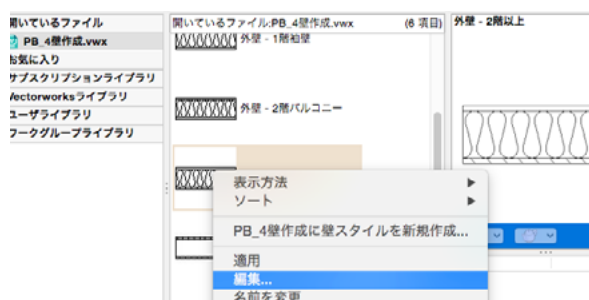 開いているファイル
PB_4壁作成.vwx
お気に入り
サブスクリプションライブラリ
Vectorworksライブラリ
ユーザライブラリ
ワークグループライブラリ
開いているファイル:PB_4壁作成.vwx (6 項目)
外壁 - 1階袖壁
外壁 - 2階バルコニー
外壁 - 2階以上
表示方法
ソート
PB_4壁作成に壁スタイルを新規作成...
適用
編集...
名前を変更